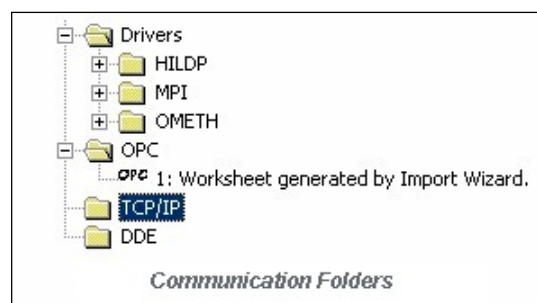 Drivers
HILDP
MPI
OMETH
OPC
OPC 1: Worksheet generated by Import Wizard.
TCP/IP
DDE
Communication Folders